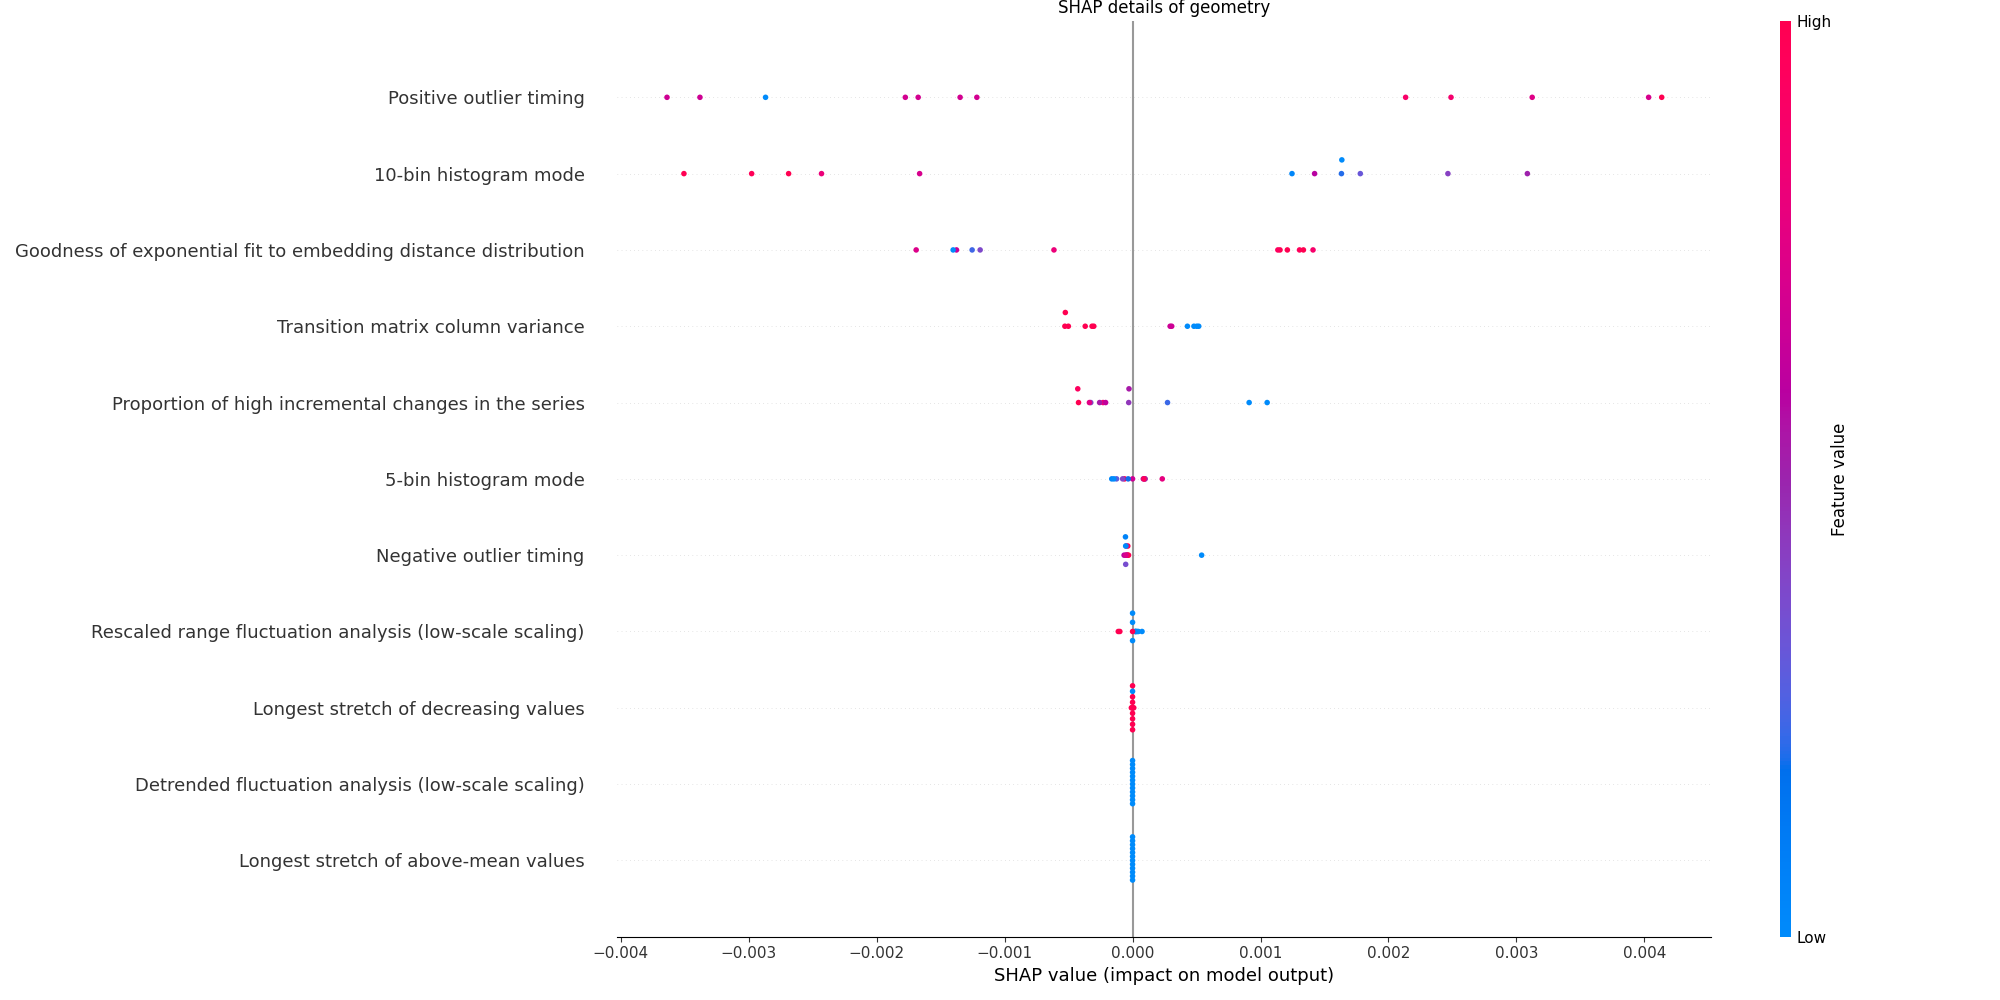 SHAP details of geometry
High
Positive outlier timing
10-bin histogram mode
Goodness of exponential fit to embedding distance distribution
Transition matrix column variance
Proportion of high incremental changes in the series
5-bin histogram mode
Feature value
Negative outlier timing
Rescaled range fluctuation analysis (low-scale scaling)
Longest stretch of decreasing values
Detrended fluctuation analysis (low-scale scaling)
Longest stretch of above-mean values
Low
−0.004 −0.003 −0.002 −0.001 0.000 0.001 0.002 0.003 0.004
SHAP value (impact on model output)